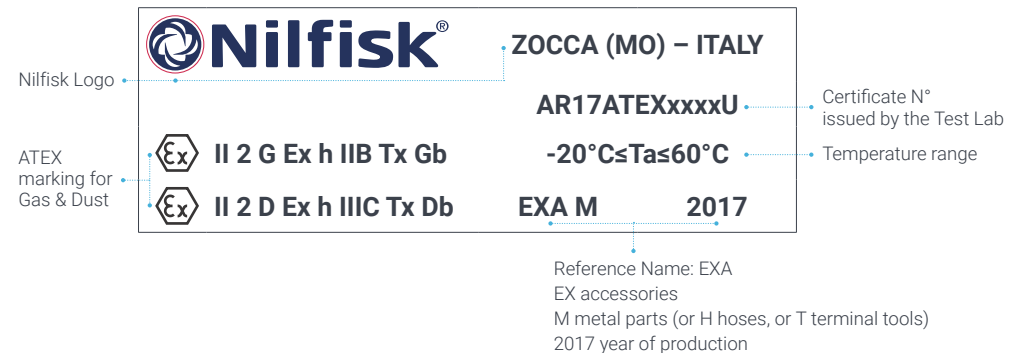 Nilfisk®
ZOCCA (MO) – ITALY
Nilfisk Logo
AR17ATEXxxxxU
Certificate N°
issued by the Test Lab
ATEX
marking for
Gas & Dust
Ex II 2 G Ex h IIB Tx Gb
-20°C≤Ta≤60°C
Temperature range
Ex II 2 D Ex h IIIC Tx Db
EXA M 2017
Reference Name: EXA
EX accessories
M metal parts (or H hoses, or T terminal tools)
2017 year of production